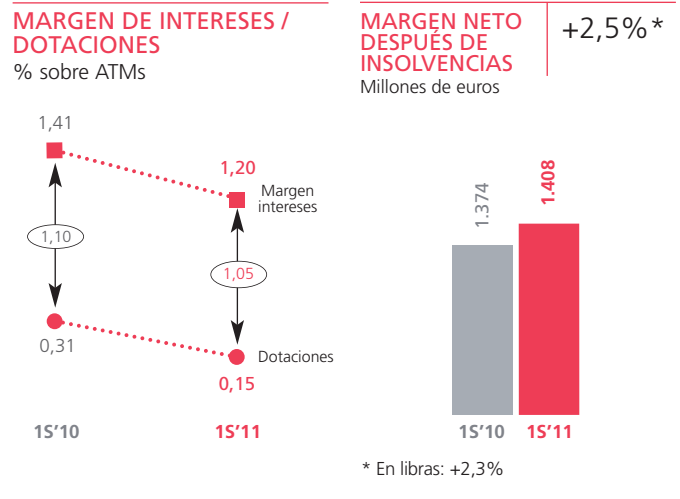 MARGEN DE INTERESES /
DOTACIONES
% sobre ATMs
1,41
1,20
Margen
intereses
1,10
1,05
0,31
Dotaciones
0,15
1S'10
1S'11
MARGEN NETO
DESPUÉS DE
INSOLVENCIAS
+2,5%*
Millones de euros
1.374
1.408
1S'10
1S'11
* En libras: +2,3%